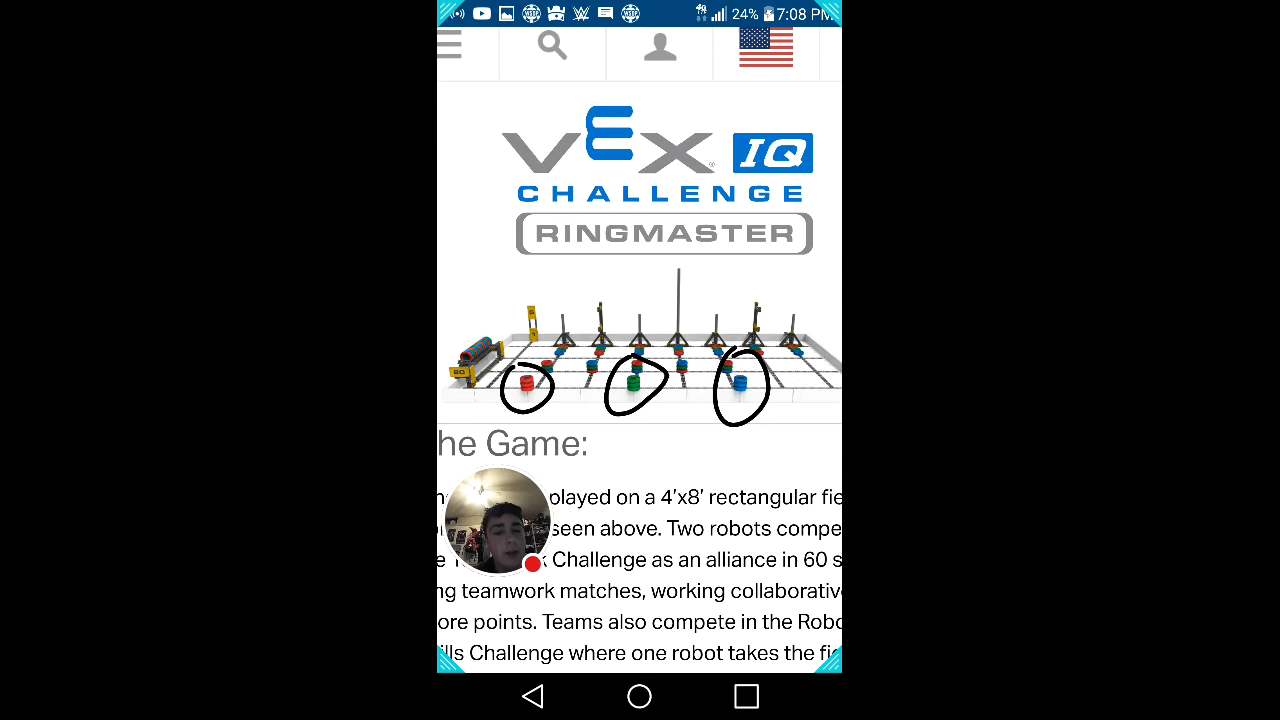 24% 7:08 PM
VEX IQ
CHALLENGE
RINGMASTER
he Game:
played on a 4'x8' rectangular fie
seen above. Two robots compe
Challenge as an alliance in 60 s
ng teamwork matches, working collaborativ
ore points. Teams also compete in the Robo
ills Challenge where one robot takes the fie